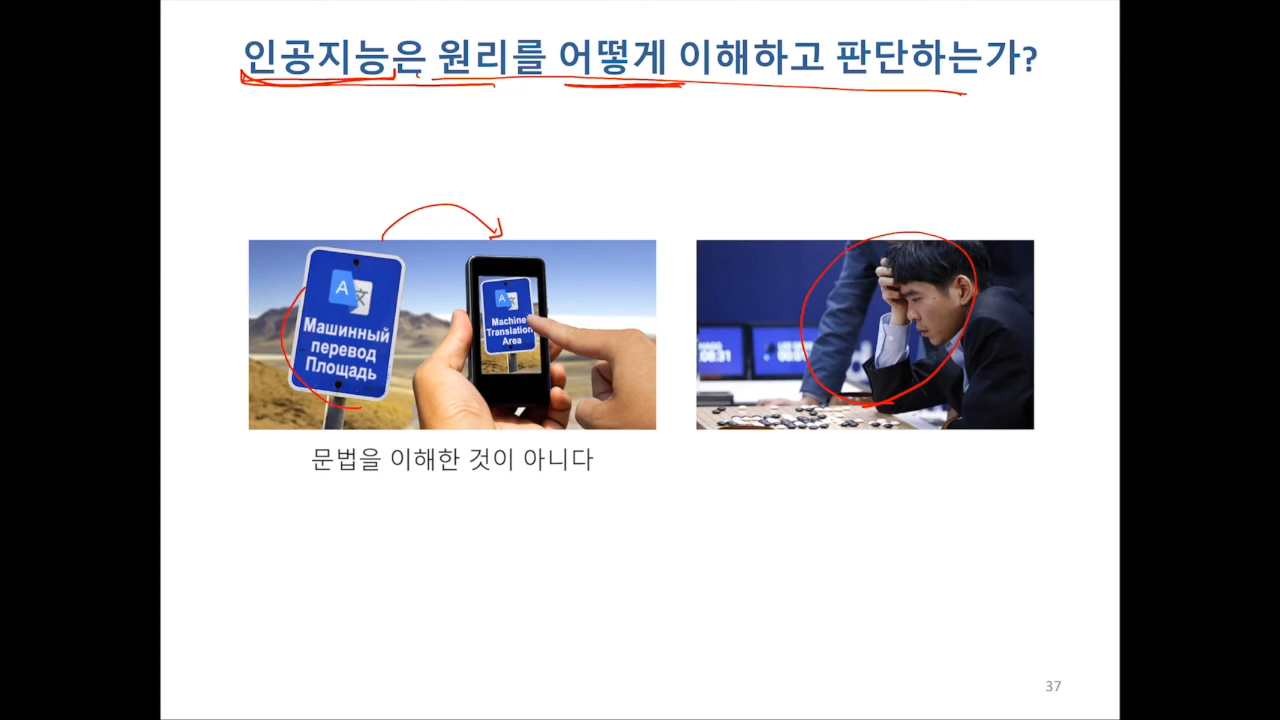 인공지능은 원리를 어떻게 이해하고 판단하는가?
A 文
Машинный
перевод
Площадь
A 文
Machine
Translation
Area
문법을 이해한 것이 아니다
37